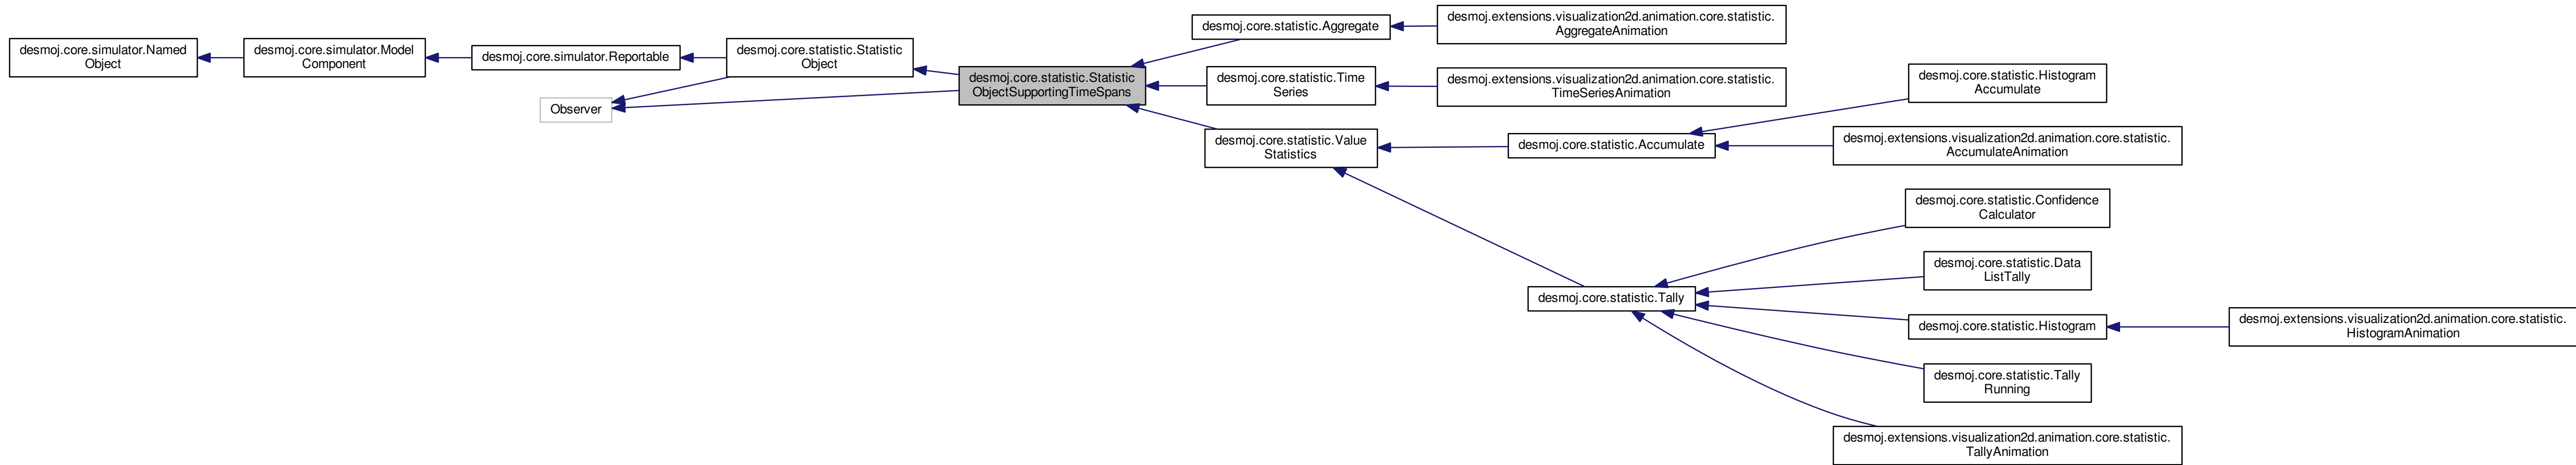 desmoj.core.simulator.Named
Object
desmoj.core.simulator.Model
Component
desmoj.core.simulator.Reportable
desmoj.core.statistic.Statistic
Object
Observer
desmoj.core.statistic.Statistic
ObjectSupportingTimeSpans
desmoj.core.statistic.Aggregate
desmoj.extensions.visualization2d.animation.core.statistic.
AggregateAnimation
desmoj.core.statistic.Time
Series
desmoj.extensions.visualization2d.animation.core.statistic.
TimeSeriesAnimation
desmoj.core.statistic.Value
Statistics
desmoj.core.statistic.Accumulate
desmoj.core.statistic.Histogram
Accumulate
desmoj.extensions.visualization2d.animation.core.statistic.
AccumulateAnimation
desmoj.core.statistic.Tally
desmoj.core.statistic.Confidence
Calculator
desmoj.core.statistic.Data
ListTally
desmoj.core.statistic.Histogram
desmoj.extensions.visualization2d.animation.core.statistic.
HistogramAnimation
desmoj.core.statistic.Tally
Running
desmoj.extensions.visualization2d.animation.core.statistic.
TallyAnimation